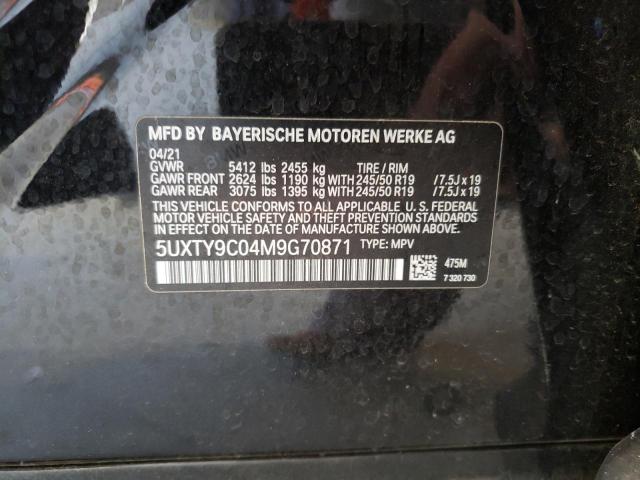 MFD BY BAYERISCHE MOTOREN WERKE AG
04/21
GVWR 5412 lbs 2455 kg TIRE / RIM
GAWR FRONT 2624 lbs 1190 kg WITH 245/50 R19 /7.5J x 19
GAWR REAR 3075 lbs 1395 kg WITH 245/50 R19 /7.5J x 19
THIS VEHICLE CONFORMS TO ALL APPLICABLE U. S. FEDERAL
MOTOR VEHICLE SAFETY AND THEFT PREVENTION STANDARDS
IN EFFECT ON THE DATE OF MANUFACTURE SHOWN ABOVE.
5UXTY9C04M9G70871 TYPE: MPV 475M
7 320 730